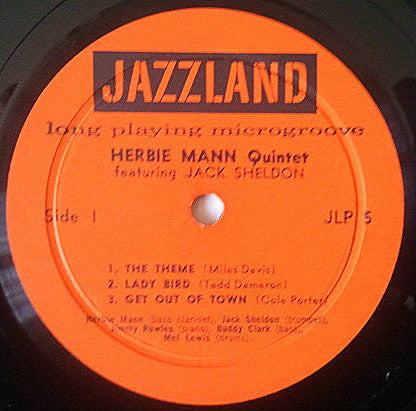 JAZZLAND
long playing microgroove
HERBIE MANN Quintet
featuring JACK SHELDON
Side 1 JLP 5
1. THE THEME (Miles Davis)
2. LADY BIRD (Tadd Dameron)
3. GET OUT OF TOWN (Cole Porter)
Herbie Mann (bass clarinet), Jack Sheldon (trumpet),
Jimmy Rowles (piano), Buddy Clark (bass),
Mel Lewis (drums).